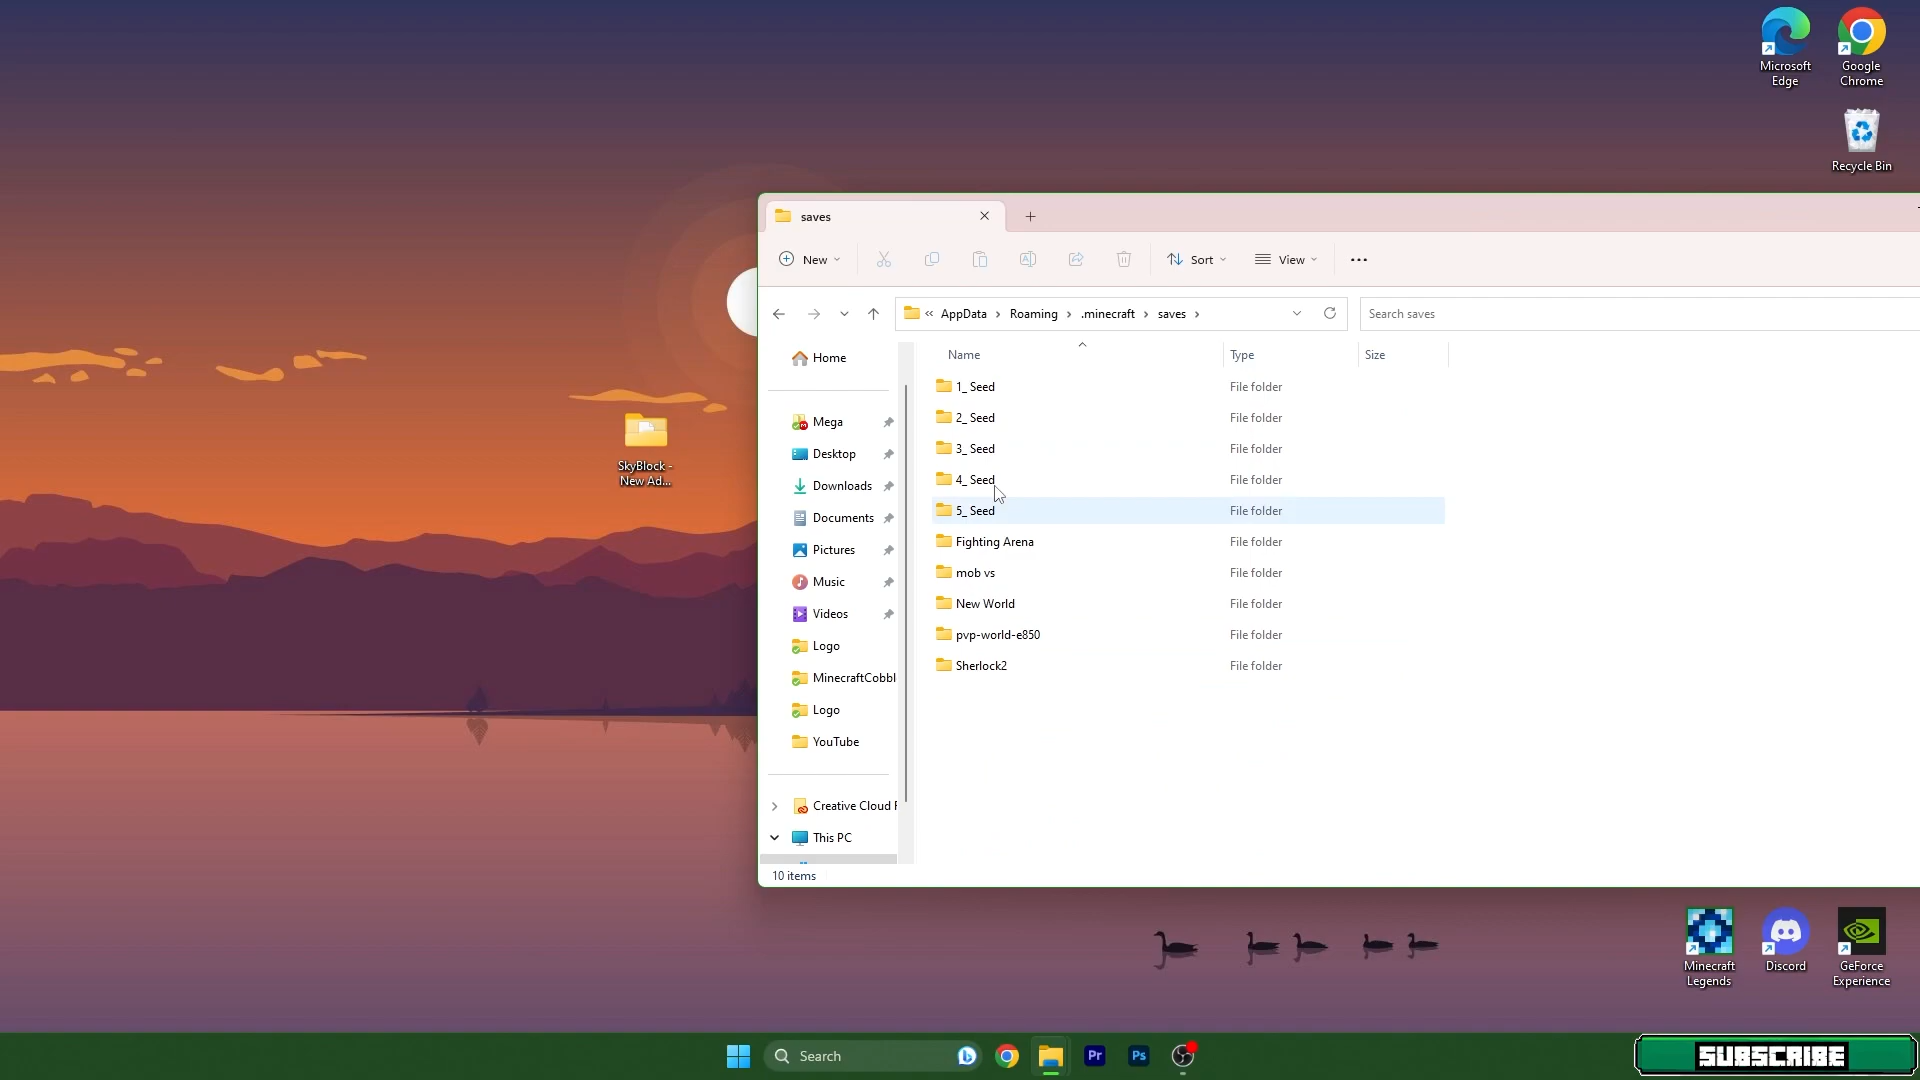 Microsoft
Edge
Google
Chrome
Recycle Bin
saves
New
Sort
View
« AppData > Roaming > .minecraft > saves >
Search saves
Home
Mega
Desktop
Downloads
Documents
Pictures
Music
Videos
Logo
MinecraftCobbl
Logo
YouTube
Creative Cloud F
This PC
Name Type Size
1_ Seed File folder
2_ Seed File folder
3_ Seed File folder
4_ Seed File folder
5_ Seed File folder
Fighting Arena File folder
mob vs File folder
New World File folder
pvp-world-e850 File folder
Sherlock2 File folder
10 items
SkyBlock -
New Ad...
Minecraft
Legends
Discord
GeForce
Experience
Search
Pr
Ps
SUBSCRIBE